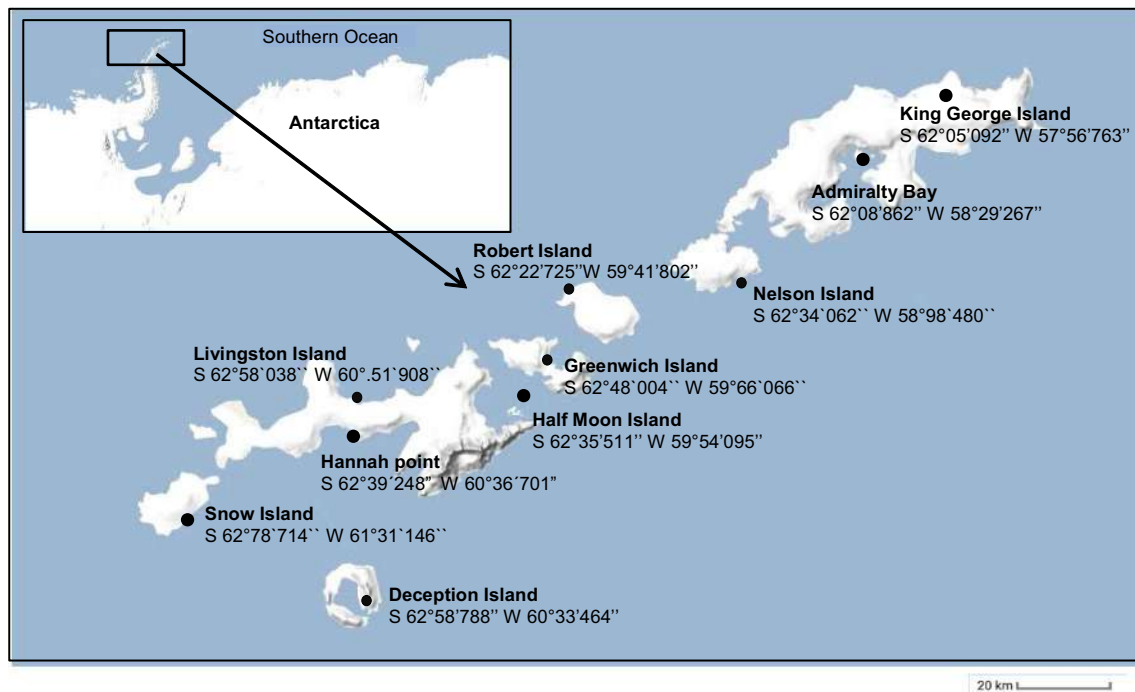 Southern Ocean
Antarctica
King George Island
S 62°05’092’’ W 57°56’763’’
Admiralty Bay
S 62°08’862’’ W 58°29’267’’
Robert Island
S 62°22’725’’W 59°41’802’’
Nelson Island
S 62°34`062`` W 58°98`480``
Livingston Island
S 62°58`038`` W 60°.51`908``
Greenwich Island
S 62°48`004`` W 59°66`066``
Half Moon Island
S 62°35’511’’ W 59°54’095’’
Hannah point
S 62°39´248” W 60°36´701”
Snow Island
S 62°78`714`` W 61°31`146``
Deception Island
S 62°58’788’’ W 60°33’464’’
20 km